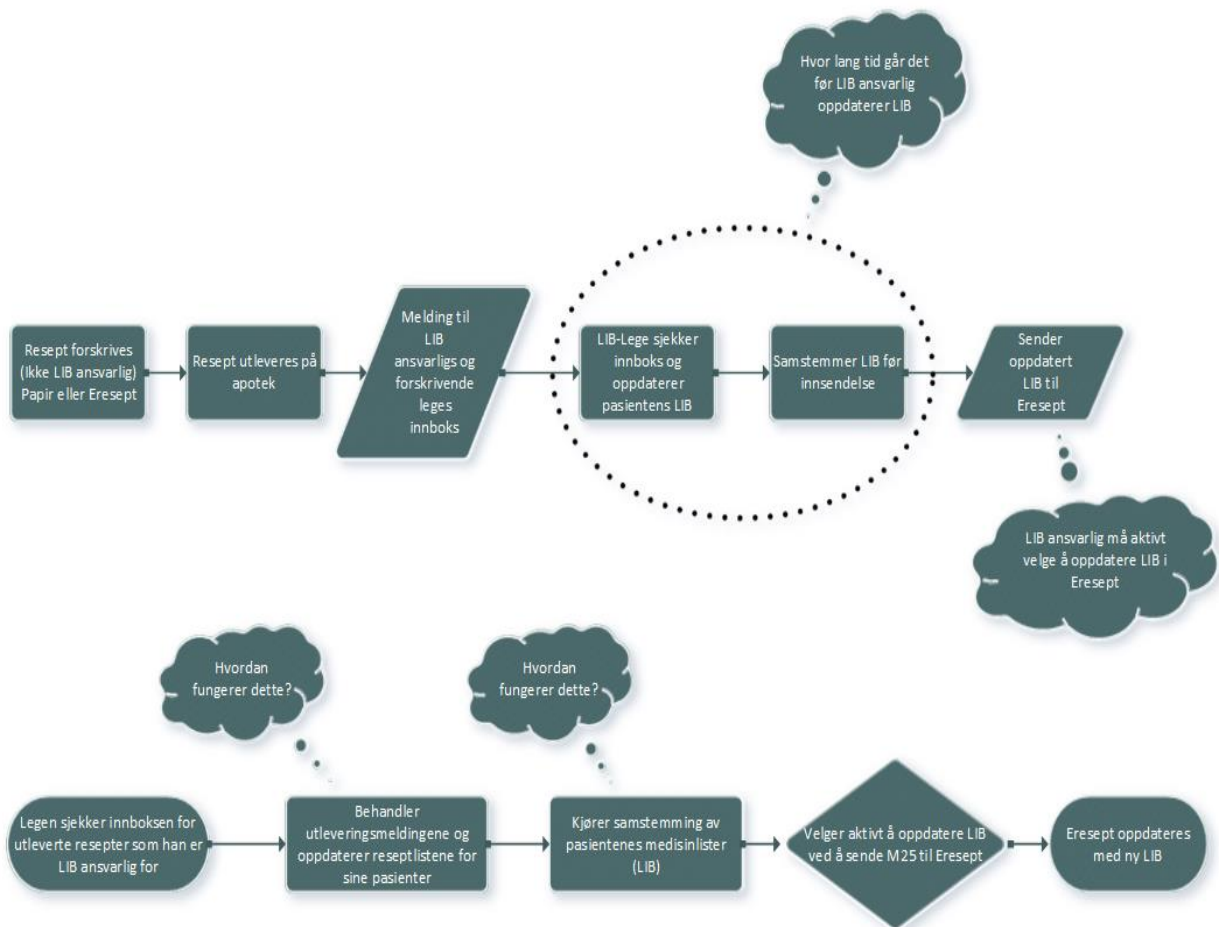 Hvor lang tid går det
før LIB ansvarlig
oppdaterer LIB
Resept forskrives
(Ikke LIB ansvarlig)
Papir eller Eresept
Resept utleveres på
apotek
Melding til
LIB
ansvarligs og
forskrivende
leges
innboks
LIB-Lege sjekker
innboks og
oppdaterer
pasientens LIB
Samstemmer LIB før
innsendelse
Sender
oppdatert
LIB til
Eresept
LIB ansvarlig må aktivt
velge å oppdatere LIB i
Eresept
Hvordan
fungerer dette?
Hvordan
fungerer dette?
Legen sjekker innboksen for
utleverte resepter som han er
LIB ansvarlig for
Behandler
utleveringsmeldingene og
oppdaterer reseptlistene for
sine pasienter
Kjører samstemming av
pasientenes medisinlister
(LIB)
Velger aktivt å oppdatere LIB
ved å sende M25 til Eresept
Eresept oppdateres
med ny LIB